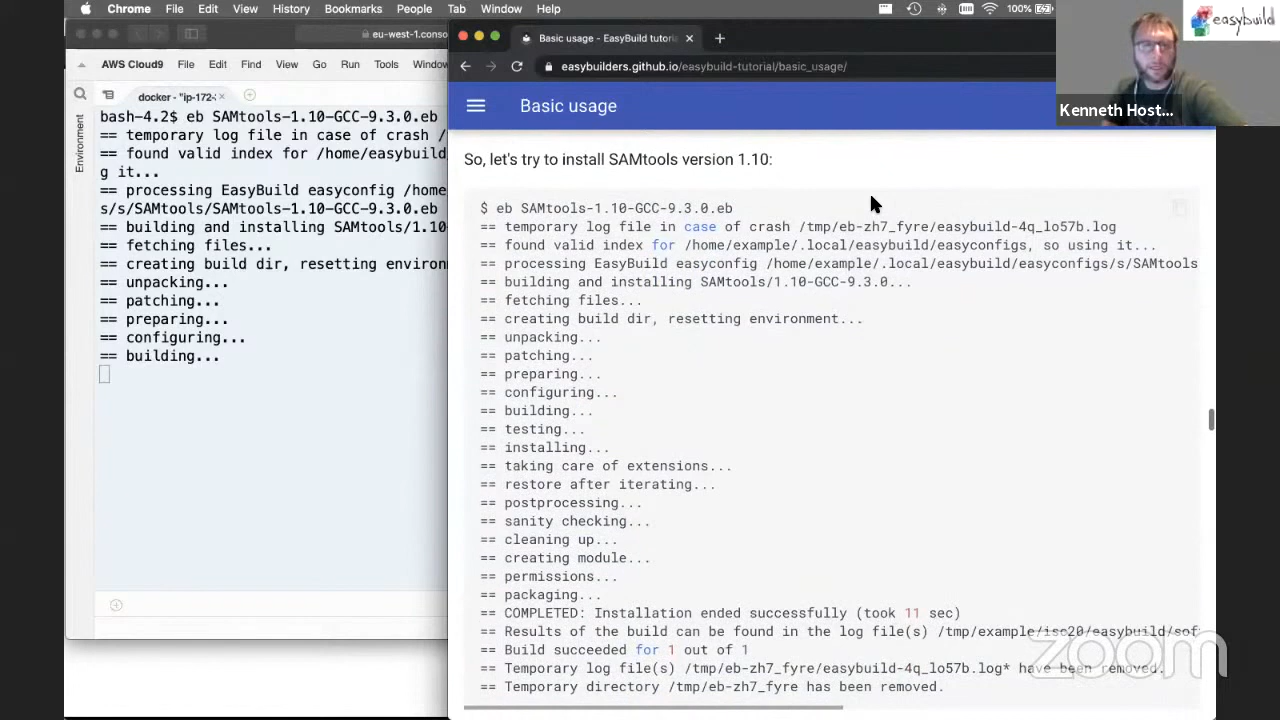 Chrome File Edit View History Bookmarks People Tab Window Help 100%
easybuild
Kenneth Host...
eu-west-1.conso
AWS Cloud9 File Edit Find View Go Run Tools Window
docker - "ip-172-
Environment
bash-4.2$ eb SAMtools-1.10-GCC-9.3.0.eb
== temporary log file in case of crash /
== found valid index for /home/easybuild
g it...
== processing EasyBuild easyconfig /home
s/s/SAMtools/SAMtools-1.10-GCC-9.3.0.eb
== building and installing SAMtools/1.10
== fetching files...
== creating build dir, resetting environ
== unpacking...
== patching...
== preparing...
== configuring...
== building...
Basic usage - EasyBuild tutori
easybuilders.github.io/easybuild-tutorial/basic_usage/
Basic usage
So, let's try to install SAMtools version 1.10:
$ eb SAMtools-1.10-GCC-9.3.0.eb
== temporary log file in case of crash /tmp/eb-zh7_fyre/easybuild-4q_lo57b.log
== found valid index for /home/example/.local/easybuild/easyconfigs, so using it...
== processing EasyBuild easyconfig /home/example/.local/easybuild/easyconfigs/s/SAMtools
== building and installing SAMtools/1.10-GCC-9.3.0...
== fetching files...
== creating build dir, resetting environment...
== unpacking...
== patching...
== preparing...
== configuring...
== building...
== testing...
== installing...
== taking care of extensions...
== restore after iterating...
== postprocessing...
== sanity checking...
== cleaning up...
== creating module...
== permissions...
== packaging...
== COMPLETED: Installation ended successfully (took 11 sec)
== Results of the build can be found in the log file(s) /tmp/example/isc20/easybuild/sof
== Build succeeded for 1 out of 1
== Temporary log file(s) /tmp/eb-zh7_fyre/easybuild-4q_lo57b.log* have been removed.
== Temporary directory /tmp/eb-zh7_fyre has been removed.
zoom